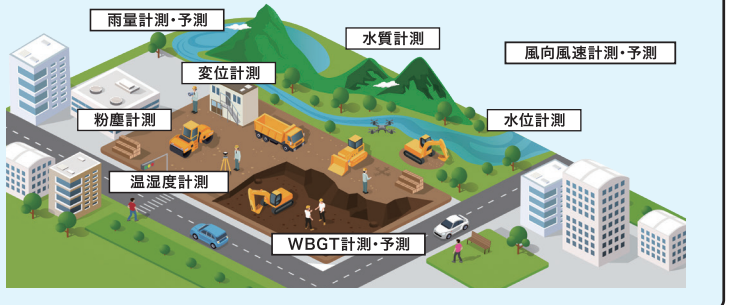 雨量計測・予測
水質計測
風向風速計測・予測
変位計測
粉塵計測
水位計測
温湿度計測
WBGT計測・予測